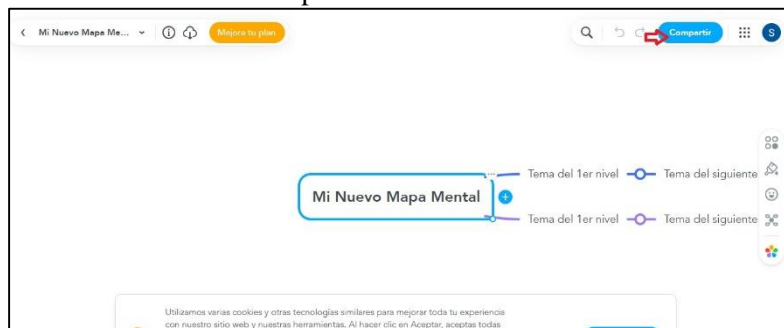 Mi Nuevo Mapa Me... Mejora tu plan Compartir S
Tema del 1er nivel Tema del siguiente
Mi Nuevo Mapa Mental
Tema del 1er nivel Tema del siguiente
Utilizamos varias cookies y otras tecnologías similares para mejorar toda tu experiencia
con nuestro sitio web y nuestras herramientas. Al hacer clic en Aceptar, aceptas todas